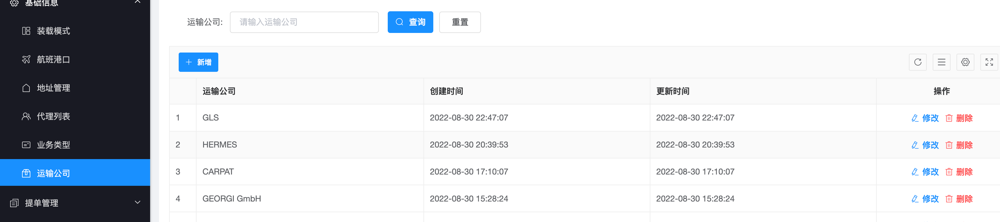 基础信息
装载模式
航班港口
地址管理
代理列表
业务类型
运输公司
提单管理
运输公司: 请输入运输公司 查询 重置
新增
运输公司 创建时间 更新时间 操作
1 GLS 2022-08-30 22:47:07 2022-08-30 22:47:07 修改 删除
2 HERMES 2022-08-30 20:39:53 2022-08-30 20:39:53 修改 删除
3 CARPAT 2022-08-30 17:10:07 2022-08-30 17:10:07 修改 删除
4 GEORGI GmbH 2022-08-30 15:28:24 2022-08-30 15:28:24 修改 删除